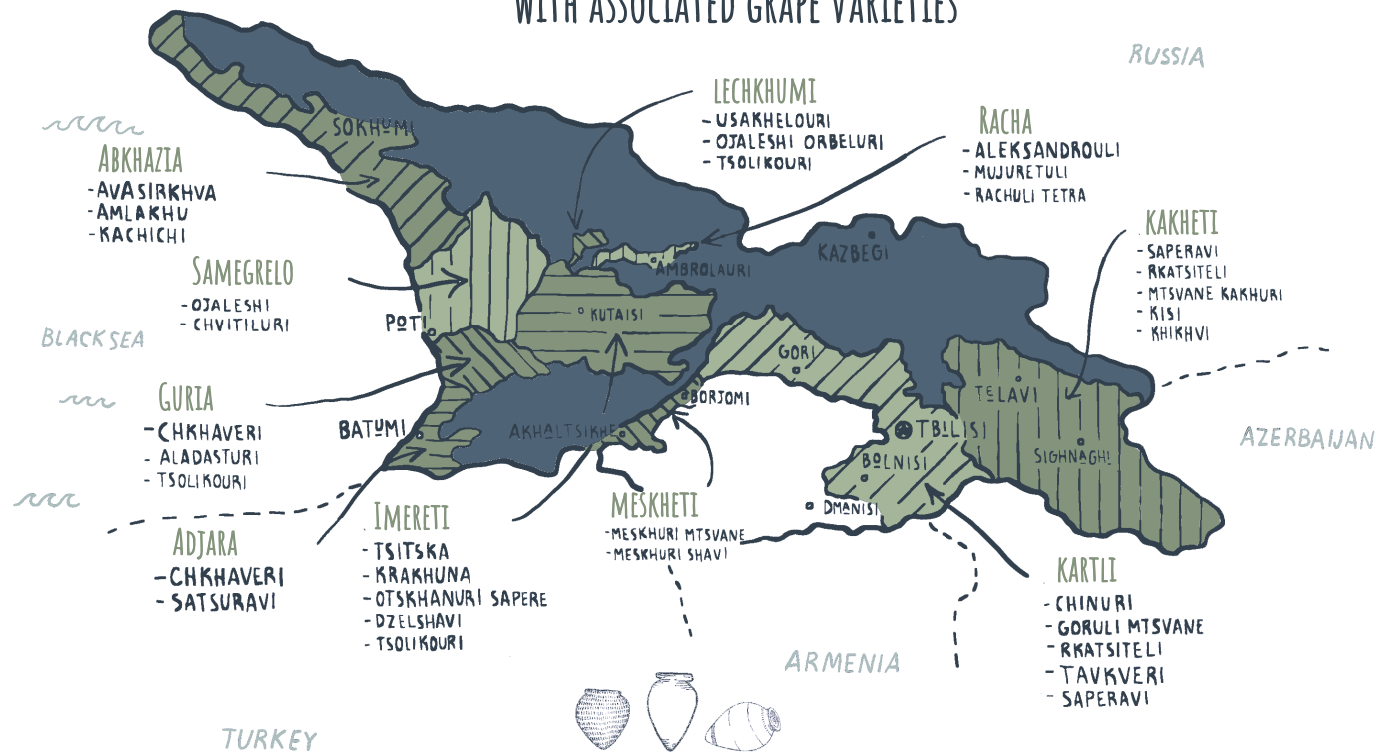 WITH ASSOCIATED GRAPE VARIETIES
RUSSIA
LECHKHUMI
- USAKHELOURI
- OJALESHI ORBELURI
- TSOLIKOURI
RACHA
- ALEKSANDROULI
- MUJURETULI
- RACHULI TETRA
SOKHUMI
ABKHAZIA
- AVASIRKHVA
- AMLAKHU
- KACHICHI
KAKHETI
- SAPERAVI
- RKATSITELI
- MTSVANE KAKHURI
- KISI
- KHIKHVI
KAZBEGI
AMBROLAURI
SAMEGRELO
- OJALESHI
- CHVITILURI
POTI
KUTAISI
BLACK SEA
GORI
TELAVI
BORJOMI
GURIA
- CHKHAVERI
- ALADASTURI
- TSOLIKOURI
BATUMI
AKHALTSIKHE
TBILISI
AZERBAIJAN
BOLNISI
SIGHNAGHI
DMANISI
ADJARA
- CHKHAVERI
- SATSURAVI
IMERETI
- TSITSKA
- KRAKHUNA
- OTSKHANURI SAPERE
- DZELSHAVI
- TSOLIKOURI
MESKHETI
- MESKHURI MTSVANE
- MESKHURI SHAVI
KARTLI
- CHINURI
- GORULI MTSVANE
- RKATSITELI
- TAVKVERI
- SAPERAVI
ARMENIA
TURKEY